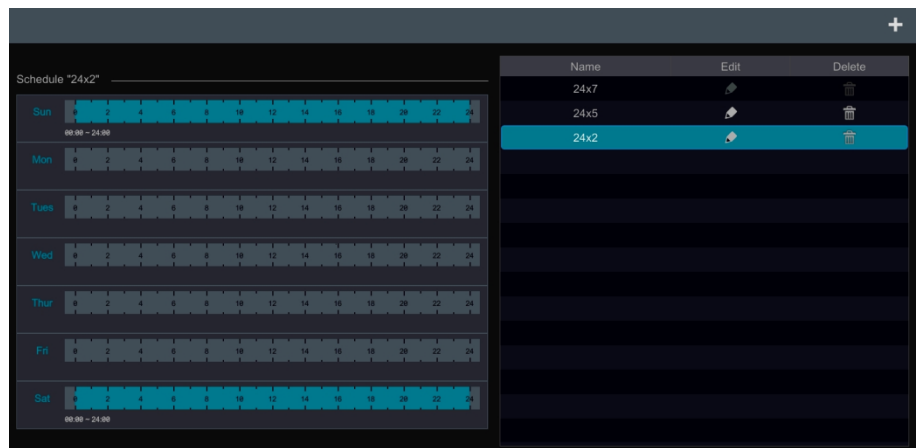 +
Schedule "24x2"
Sun 0 2 4 6 8 10 12 14 16 18 20 22 24
00:00 ~ 24:00
Mon 0 2 4 6 8 10 12 14 16 18 20 22 24
Tues 0 2 4 6 8 10 12 14 16 18 20 22 24
Wed 0 2 4 6 8 10 12 14 16 18 20 22 24
Thur 0 2 4 6 8 10 12 14 16 18 20 22 24
Fri 0 2 4 6 8 10 12 14 16 18 20 22 24
Sat 0 2 4 6 8 10 12 14 16 18 20 22 24
00:00 ~ 24:00
Name Edit Delete
24x7
24x5
24x2